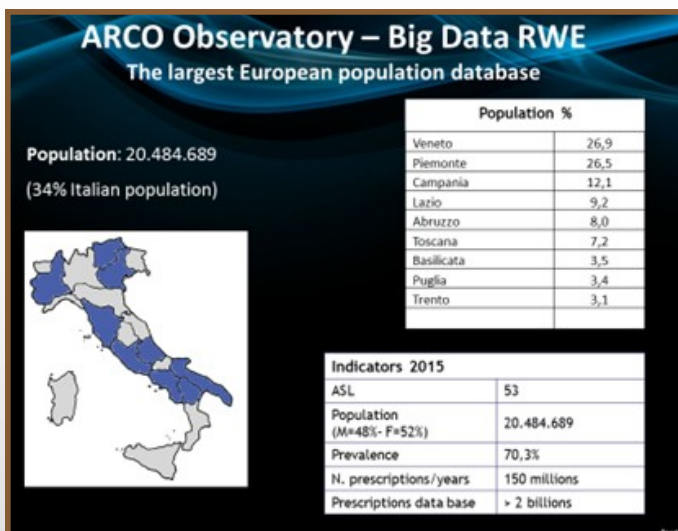 ARCO Observatory – Big Data RWE
The largest European population database
Population: 20.484.689
(34% Italian population)
Population %
Veneto 26,9
Piemonte 26,5
Campania 12,1
Lazio 9,2
Abruzzo 8,0
Toscana 7,2
Basilicata 3,5
Puglia 3,4
Trento 3,1
Indicators 2015
ASL 53
Population
(M=48%- F=52%) 20.484.689
Prevalence 70,3%
N. prescriptions/years 150 millions
Prescriptions data base > 2 billions